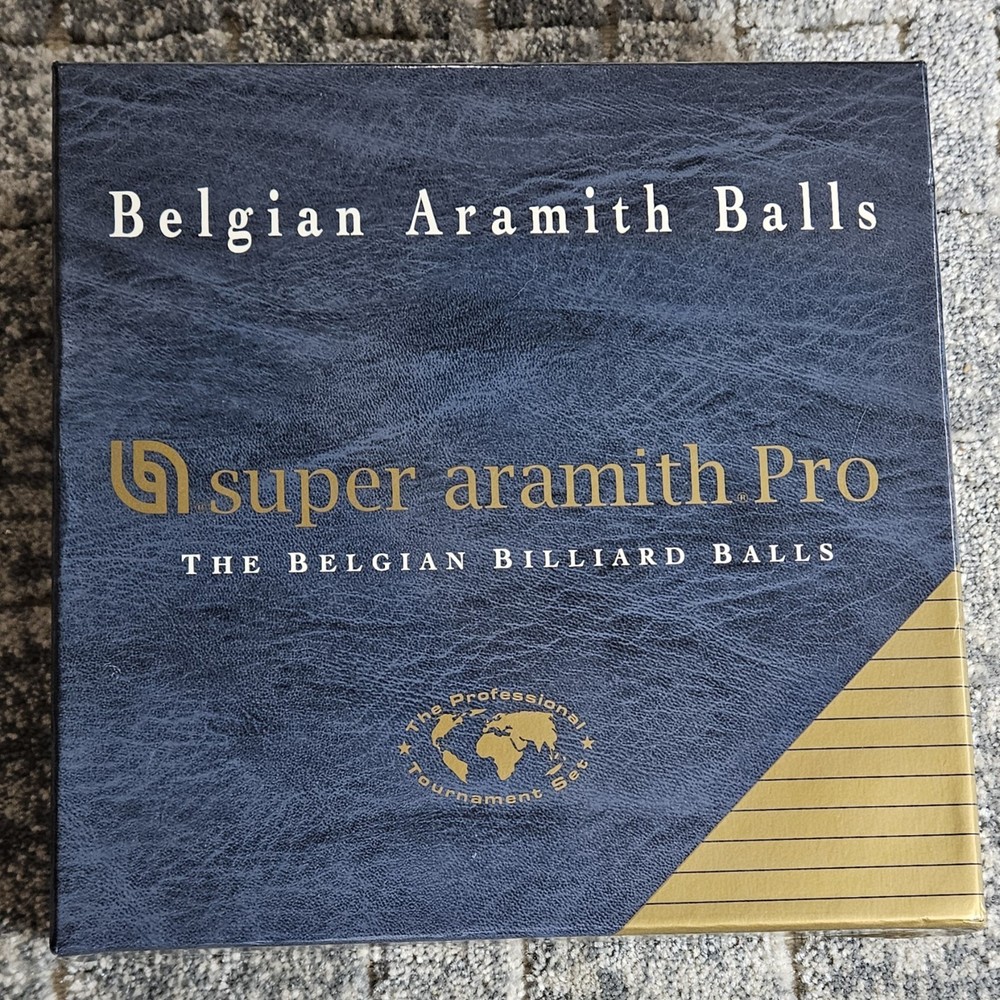 Belgian Aramith Balls
super aramith® Pro
THE BELGIAN BILLIARD BALLS
The Professional
Tournament Set